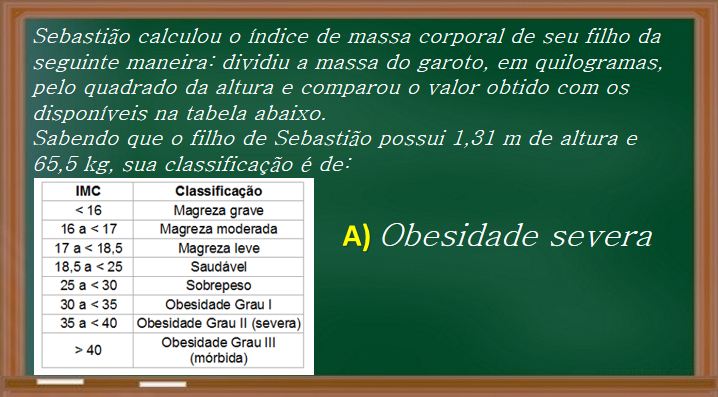 Sebastião calculou o índice de massa corporal de seu filho da
seguinte maneira: dividiu a massa do garoto, em quilogramas,
pelo quadrado da altura e comparou o valor obtido com os
disponíveis na tabela abaixo.
Sabendo que o filho de Sebastião possui 1,31 m de altura e
65,5 kg, sua classificação é de:
IMC Classificação
< 16 Magreza grave
16 a < 17 Magreza moderada
17 a < 18,5 Magreza leve
18,5 a < 25 Saudável
25 a < 30 Sobrepeso
30 a < 35 Obesidade Grau I
35 a < 40 Obesidade Grau II (severa)
> 40 Obesidade Grau III
(mórbida)
A) Obesidade severa